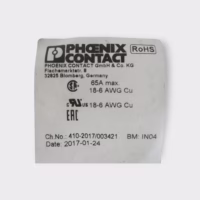 PHOENIX
CONTACT
RoHS
PHOENIX CONTACT GmbH & Co. KG
Flachsmarktstr. 8
32825 Blomberg, Germany
65A max.
18-6 AWG Cu
18-6 AWG Cu
Ch.No.: 410-2017/003421 BM: IN04
Date: 2017-01-24